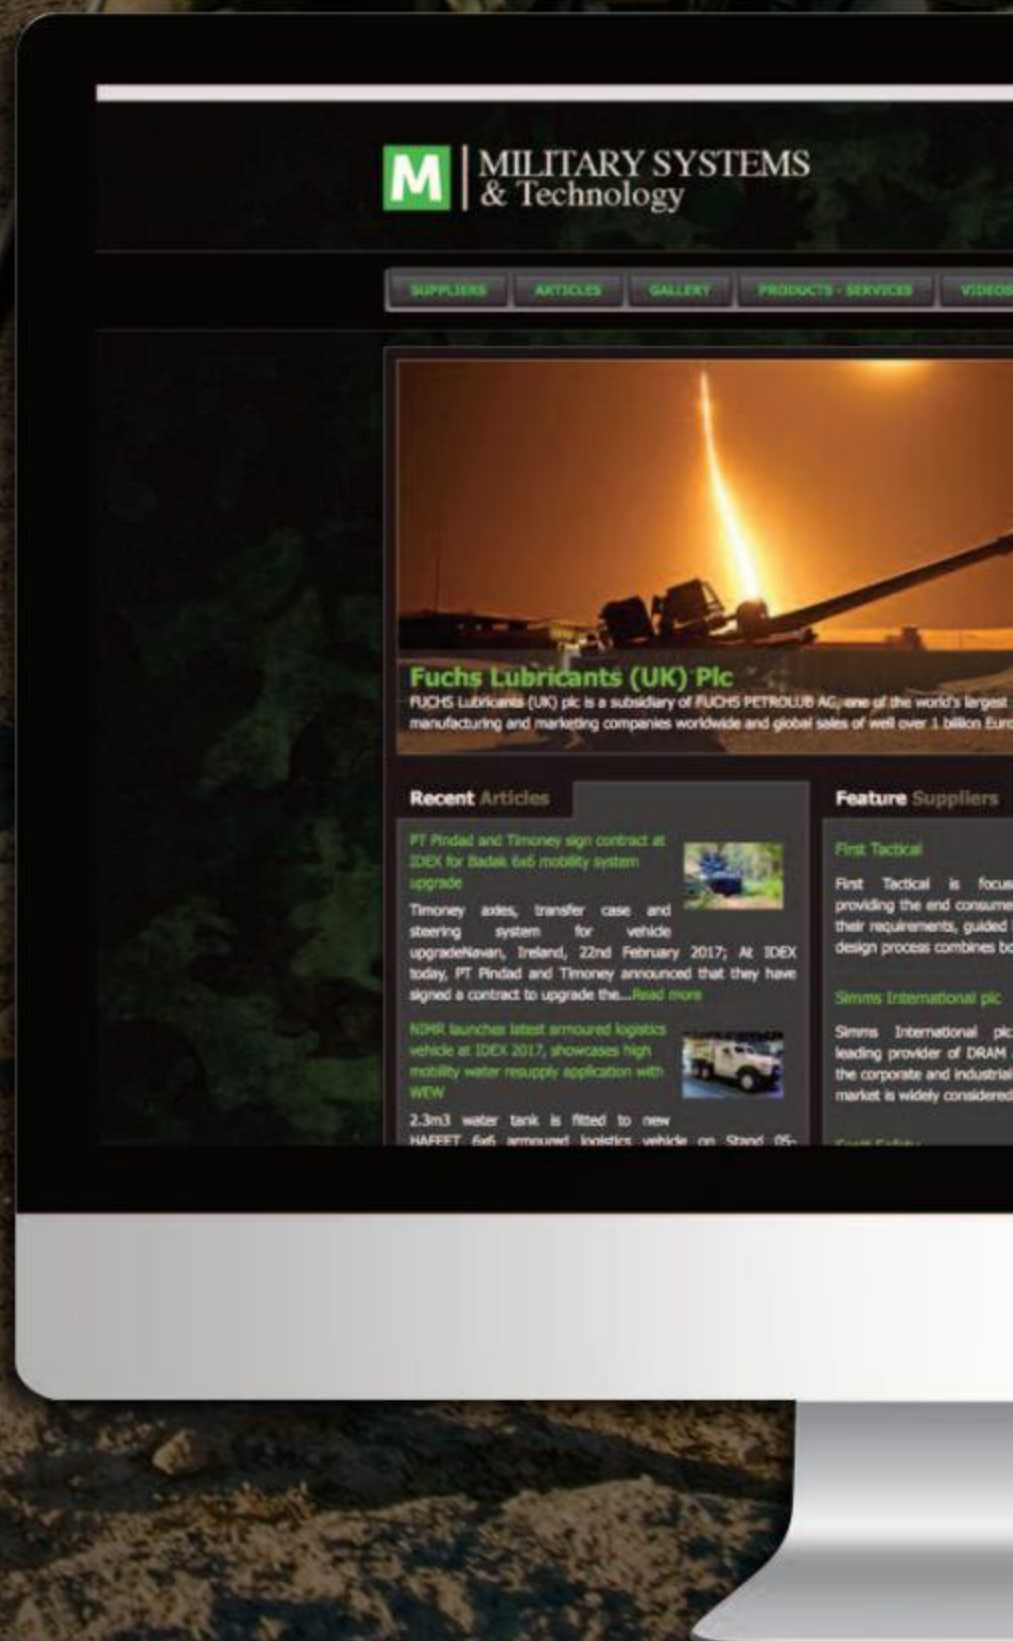 M
MILITARY SYSTEMS
& Technology
SUPPLIERS ARTICLES GALLERY PRODUCTS - SERVICES VIDEOS
Fuchs Lubricants (UK) Plc
FUCHS Lubricants (UK) plc is a subsidiary of FUCHS PETROLUB AG, one of the world's largest
manufacturing and marketing companies worldwide and global sales of well over 1 billion Euro
Recent Articles
PT Pindad and Timoney sign contract at
IDEX for Badak 6x6 mobility system
upgrade
Timoney axles, transfer case and
steering system for vehicle
upgradeNavan, Ireland, 22nd February 2017; At IDEX
today, PT Pindad and Timoney announced that they have
signed a contract to upgrade the...Read more
NIMR launches latest armoured logistics
vehicle at IDEX 2017, showcases high
mobility water resupply application with
WEW
2.3m3 water tank is fitted to new
HAFEET 6x6 armoured logistics vehicle on Stand 05-
Feature Suppliers
First Tactical
First Tactical is focus
providing the end consume
their requirements, guided
design process combines bo
Simms International plc
Simms International plc
leading provider of DRAM
the corporate and industrial
market is widely considered